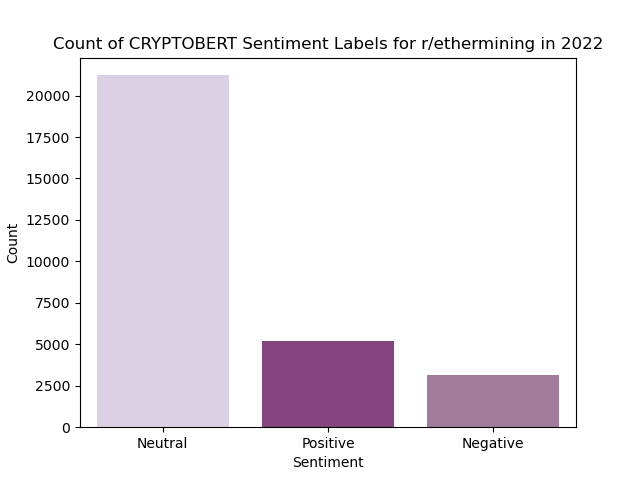 Count of CRYPTOBERT Sentiment Labels for r/ethermining in 2022
20000
17500
15000
12500
10000
7500
5000
2500
0
Count
Neutral
Positive
Negative
Sentiment